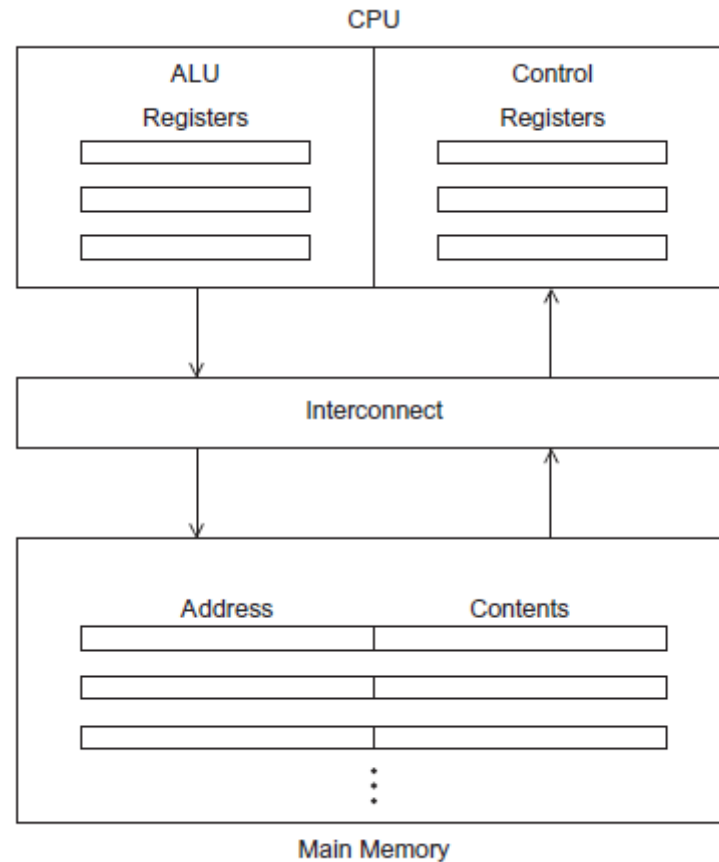 CPU
ALU
Control
Registers
Registers
Interconnect
Address
Contents
Main Memory